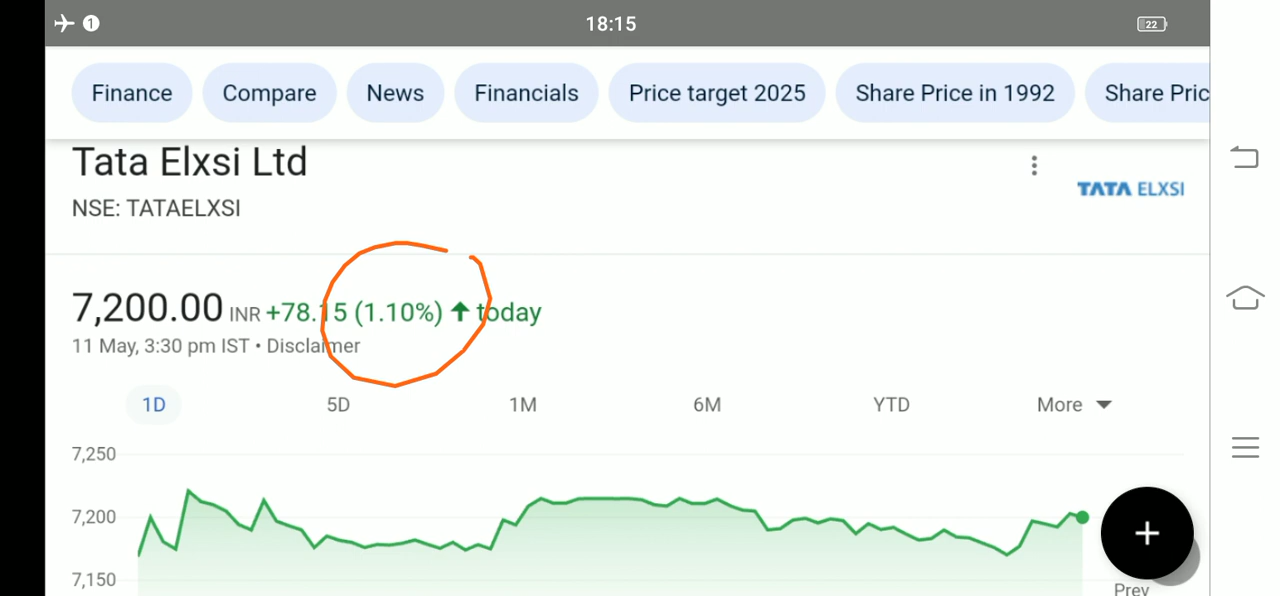 1
18:15
22
Finance Compare News Financials Price target 2025 Share Price in 1992 Share Pric
Tata Elxsi Ltd
TATA ELXSI
NSE: TATAELXSI
7,200.00 INR +78.15 (1.10%) today
11 May, 3:30 pm IST • Disclaimer
1D 5D 1M 6M YTD More
7,250
7,200
7,150
Prev